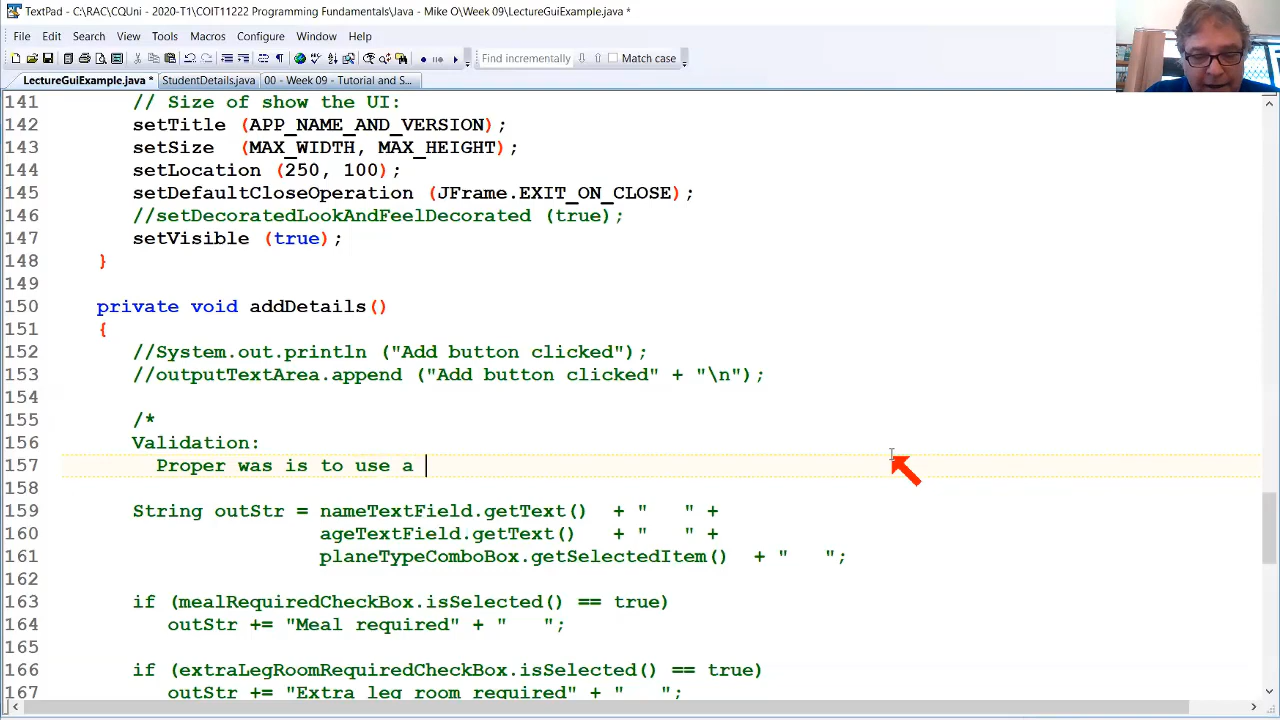 TextPad - C:\RAC\CQUni - 2020-T1\COIT11222 Programming Fundamentals\Java - Mike O\Week 09\LectureGuiExample.java *
File Edit Search View Tools Macros Configure Window Help
Find incrementally Match case
LectureGuiExample.java * StudentDetails.java 00 - Week 09 - Tutorial and S...
141 // Size of show the UI:
142 setTitle (APP_NAME_AND_VERSION);
143 setSize (MAX_WIDTH, MAX_HEIGHT);
144 setLocation (250, 100);
145 setDefaultCloseOperation (JFrame.EXIT_ON_CLOSE);
146 //setDecoratedLookAndFeelDecorated (true);
147 setVisible (true);
148 }
149
150 private void addDetails()
151 {
152 //System.out.println ("Add button clicked");
153 //outputTextArea.append ("Add button clicked" + "\n");
154
155 /*
156 Validation:
157 Proper was is to use a
158
159 String outStr = nameTextField.getText() + "   " +
160 ageTextField.getText() + "   " +
161 planeTypeComboBox.getSelectedItem() + "   ";
162
163 if (mealRequiredCheckBox.isSelected() == true)
164 outStr += "Meal required" + "   ";
165
166 if (extraLegRoomRequiredCheckBox.isSelected() == true)
167 outStr += "Extra leg room required" + "   ";